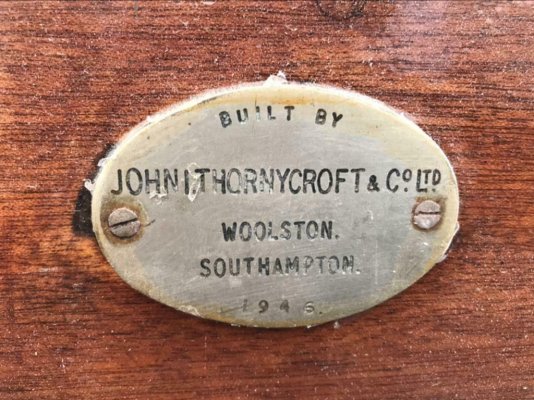 BUILT BY
JOHN I. THORNYCROFT & Co LTD
WOOLSTON.
SOUTHAMPTON.
1946.